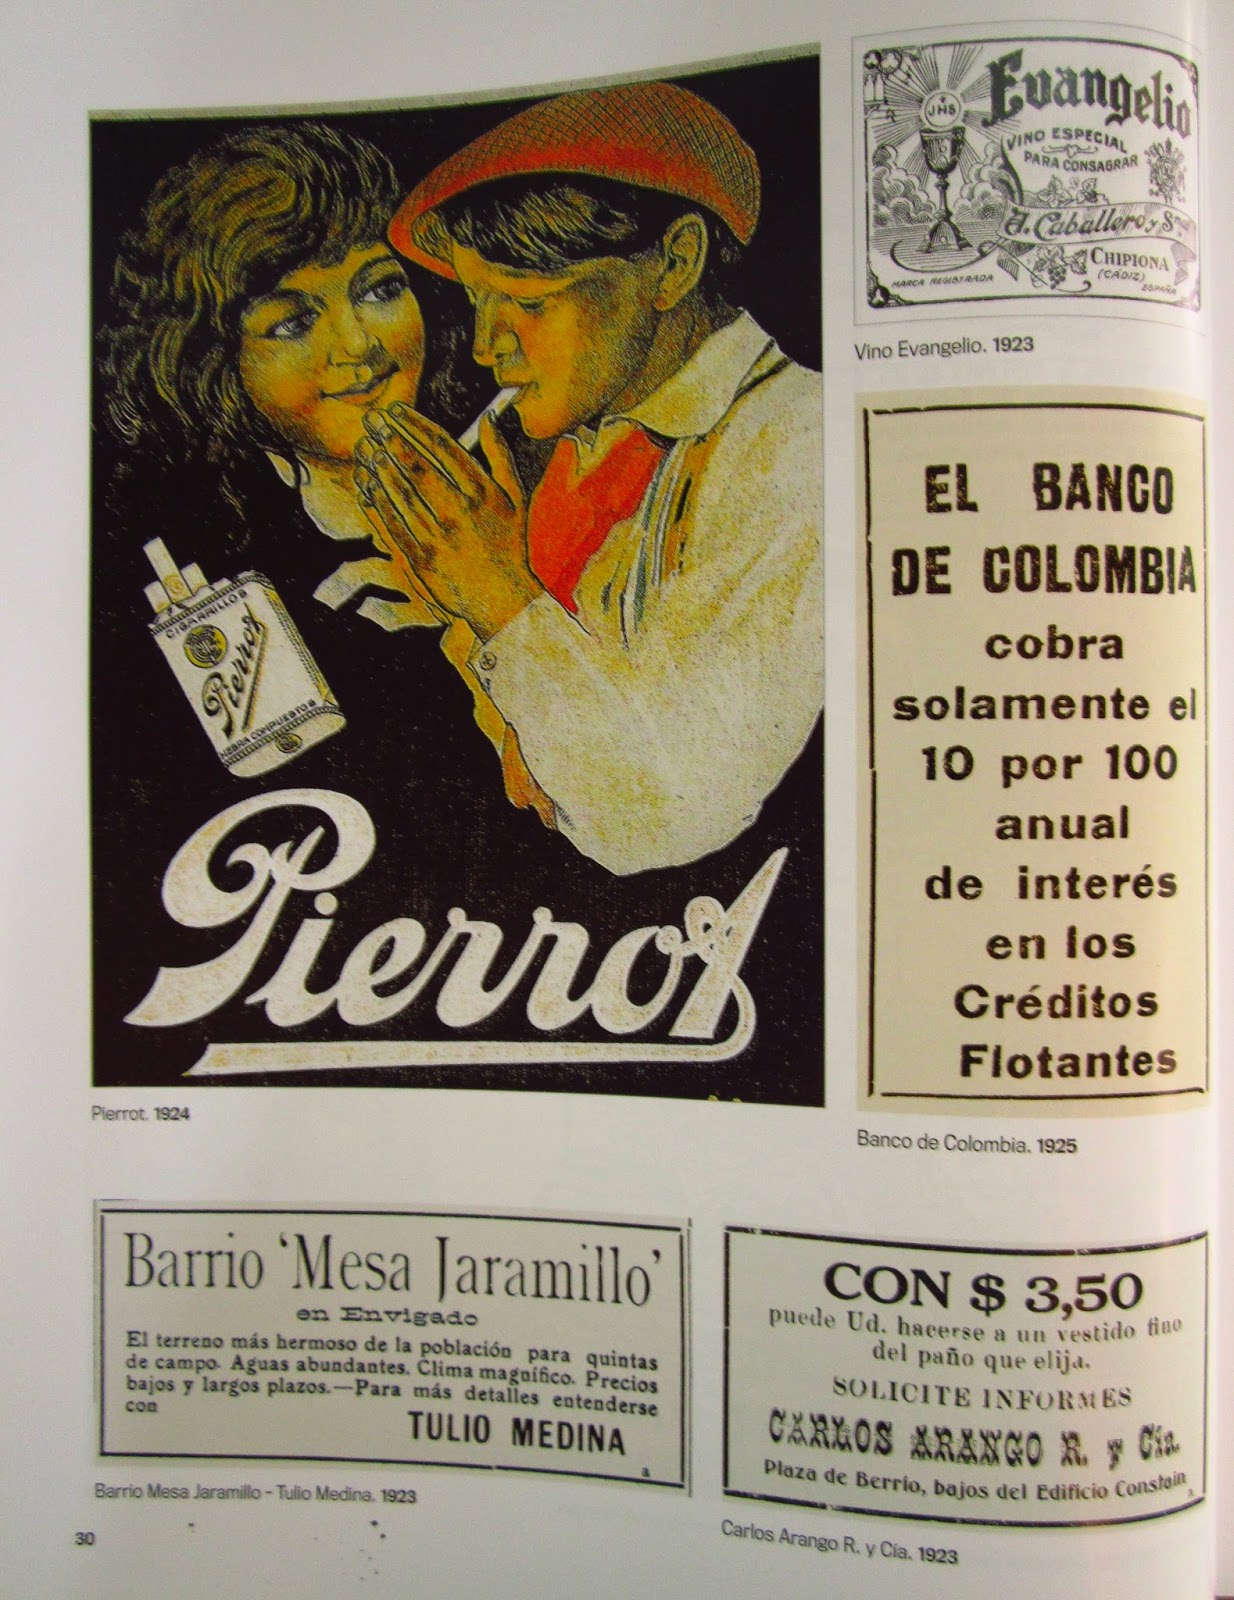 CIGARRILLOS
Pierrot
HEBRA COMPUESTOS
Pierrot
Pierrot. 1924
JHS
Evangelio
VINO ESPECIAL
PARA CONSAGRAR
A. Caballero y
CHIPIONA
(CÁDIZ)
ESPAÑA
MARCA REGISTRADA
Vino Evangelio. 1923
EL BANCO
DE COLOMBIA
cobra
solamente el
10 por 100
anual
de interés
en los
Créditos
Flotantes
Banco de Colombia. 1925
Barrio ‘Mesa Jaramillo’
en Envigado
El terreno más hermoso de la población para quintas
de campo. Aguas abundantes. Clima magnífico. Precios
bajos y largos plazos.—Para más detalles entenderse
con
TULIO MEDINA
a
Barrio Mesa Jaramillo - Tulio Medina. 1923
CON $ 3,50
puede Ud. hacerse a un vestido fino
del paño que elija.
SOLICITE INFORMES
CARLOS ARANGO R. y Cía.
Plaza de Berrío, bajos del Edificio Constain
Carlos Arango R. y Cía. 1923
30